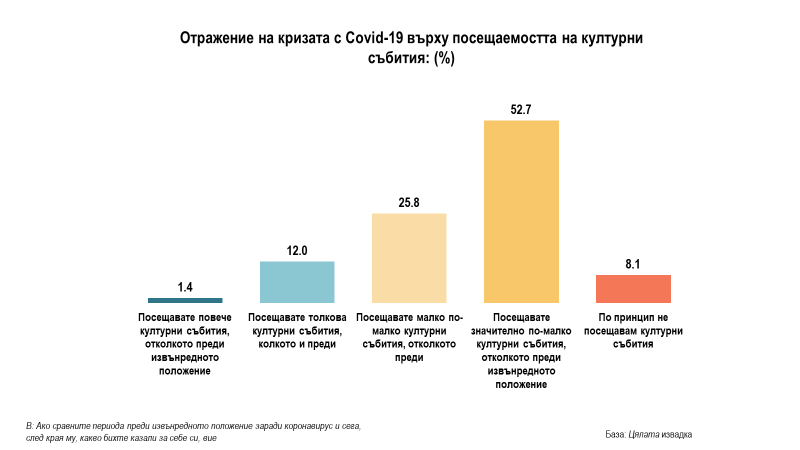 Отражение на кризата с Covid-19 върху посещаемостта на културни
събития: (%)
52.7
25.8
12.0
8.1
1.4
Посещавате повече
културни събития,
отколкото преди
извънредното
положение
Посещавате толкова
културни събития,
колкото и преди
Посещавате малко по-
малко културни
събития, отколкото
преди
Посещавате
значително по-малко
културни събития,
отколкото преди
извънредното
положение
По принцип не
посещавам културни
събития
В: Ако сравните периода преди извънредното положение заради коронавирус и сега,
след края му, какво бихте казали за себе си, вие
База: Цялата извадка